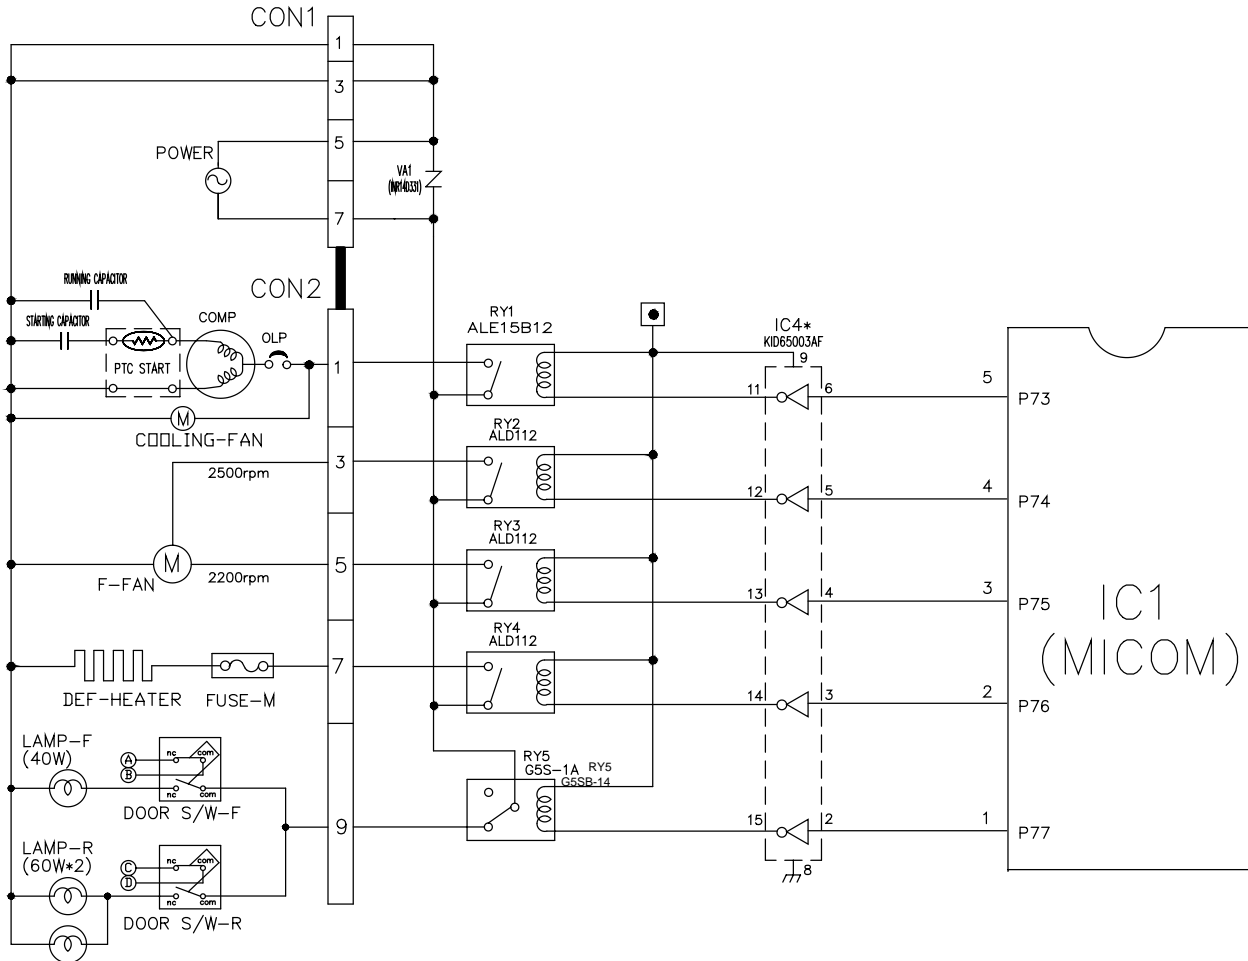 CON1
1
3
5
POWER
VA1
(INR14D331)
7
CON2
RUNNING CAPACITOR
STARTING CAPACITOR
COMP
OLP
PTC START
1
M
COOLING-FAN
2500rpm
3
M
F-FAN
2200rpm
5
DEF-HEATER
FUSE-M
7
LAMP-F
(40W)
A
B
nc
com
nc
com
DOOR S/W-F
9
LAMP-R
(60W*2)
C
D
nc
com
nc
com
DOOR S/W-R
RY1
ALE15B12
RY2
ALD112
RY3
ALD112
RY4
ALD112
RY5
G5S-1A
RY5
G5SB-14
IC4*
KID65003AF
9
11
6
12
5
13
4
14
3
15
2
8
5
P73
4
P74
3
P75
2
P76
1
P77
IC1
(MICOM)